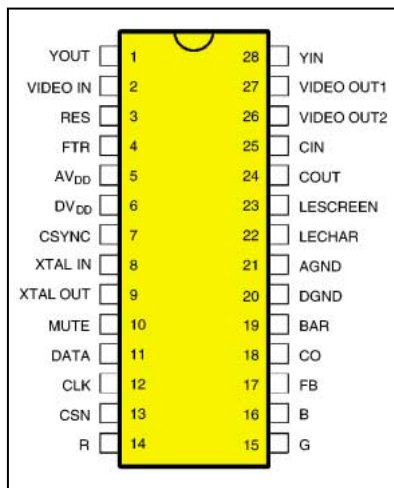 YOUT 1 28 YIN
VIDEO IN 2 27 VIDEO OUT1
RES 3 26 VIDEO OUT2
FTR 4 25 CIN
AVDD 5 24 COUT
DVDD 6 23 LESCREEN
CSYNC 7 22 LECHAR
XTAL IN 8 21 AGND
XTAL OUT 9 20 DGND
MUTE 10 19 BAR
DATA 11 18 CO
CLK 12 17 FB
CSN 13 16 B
R 14 15 G